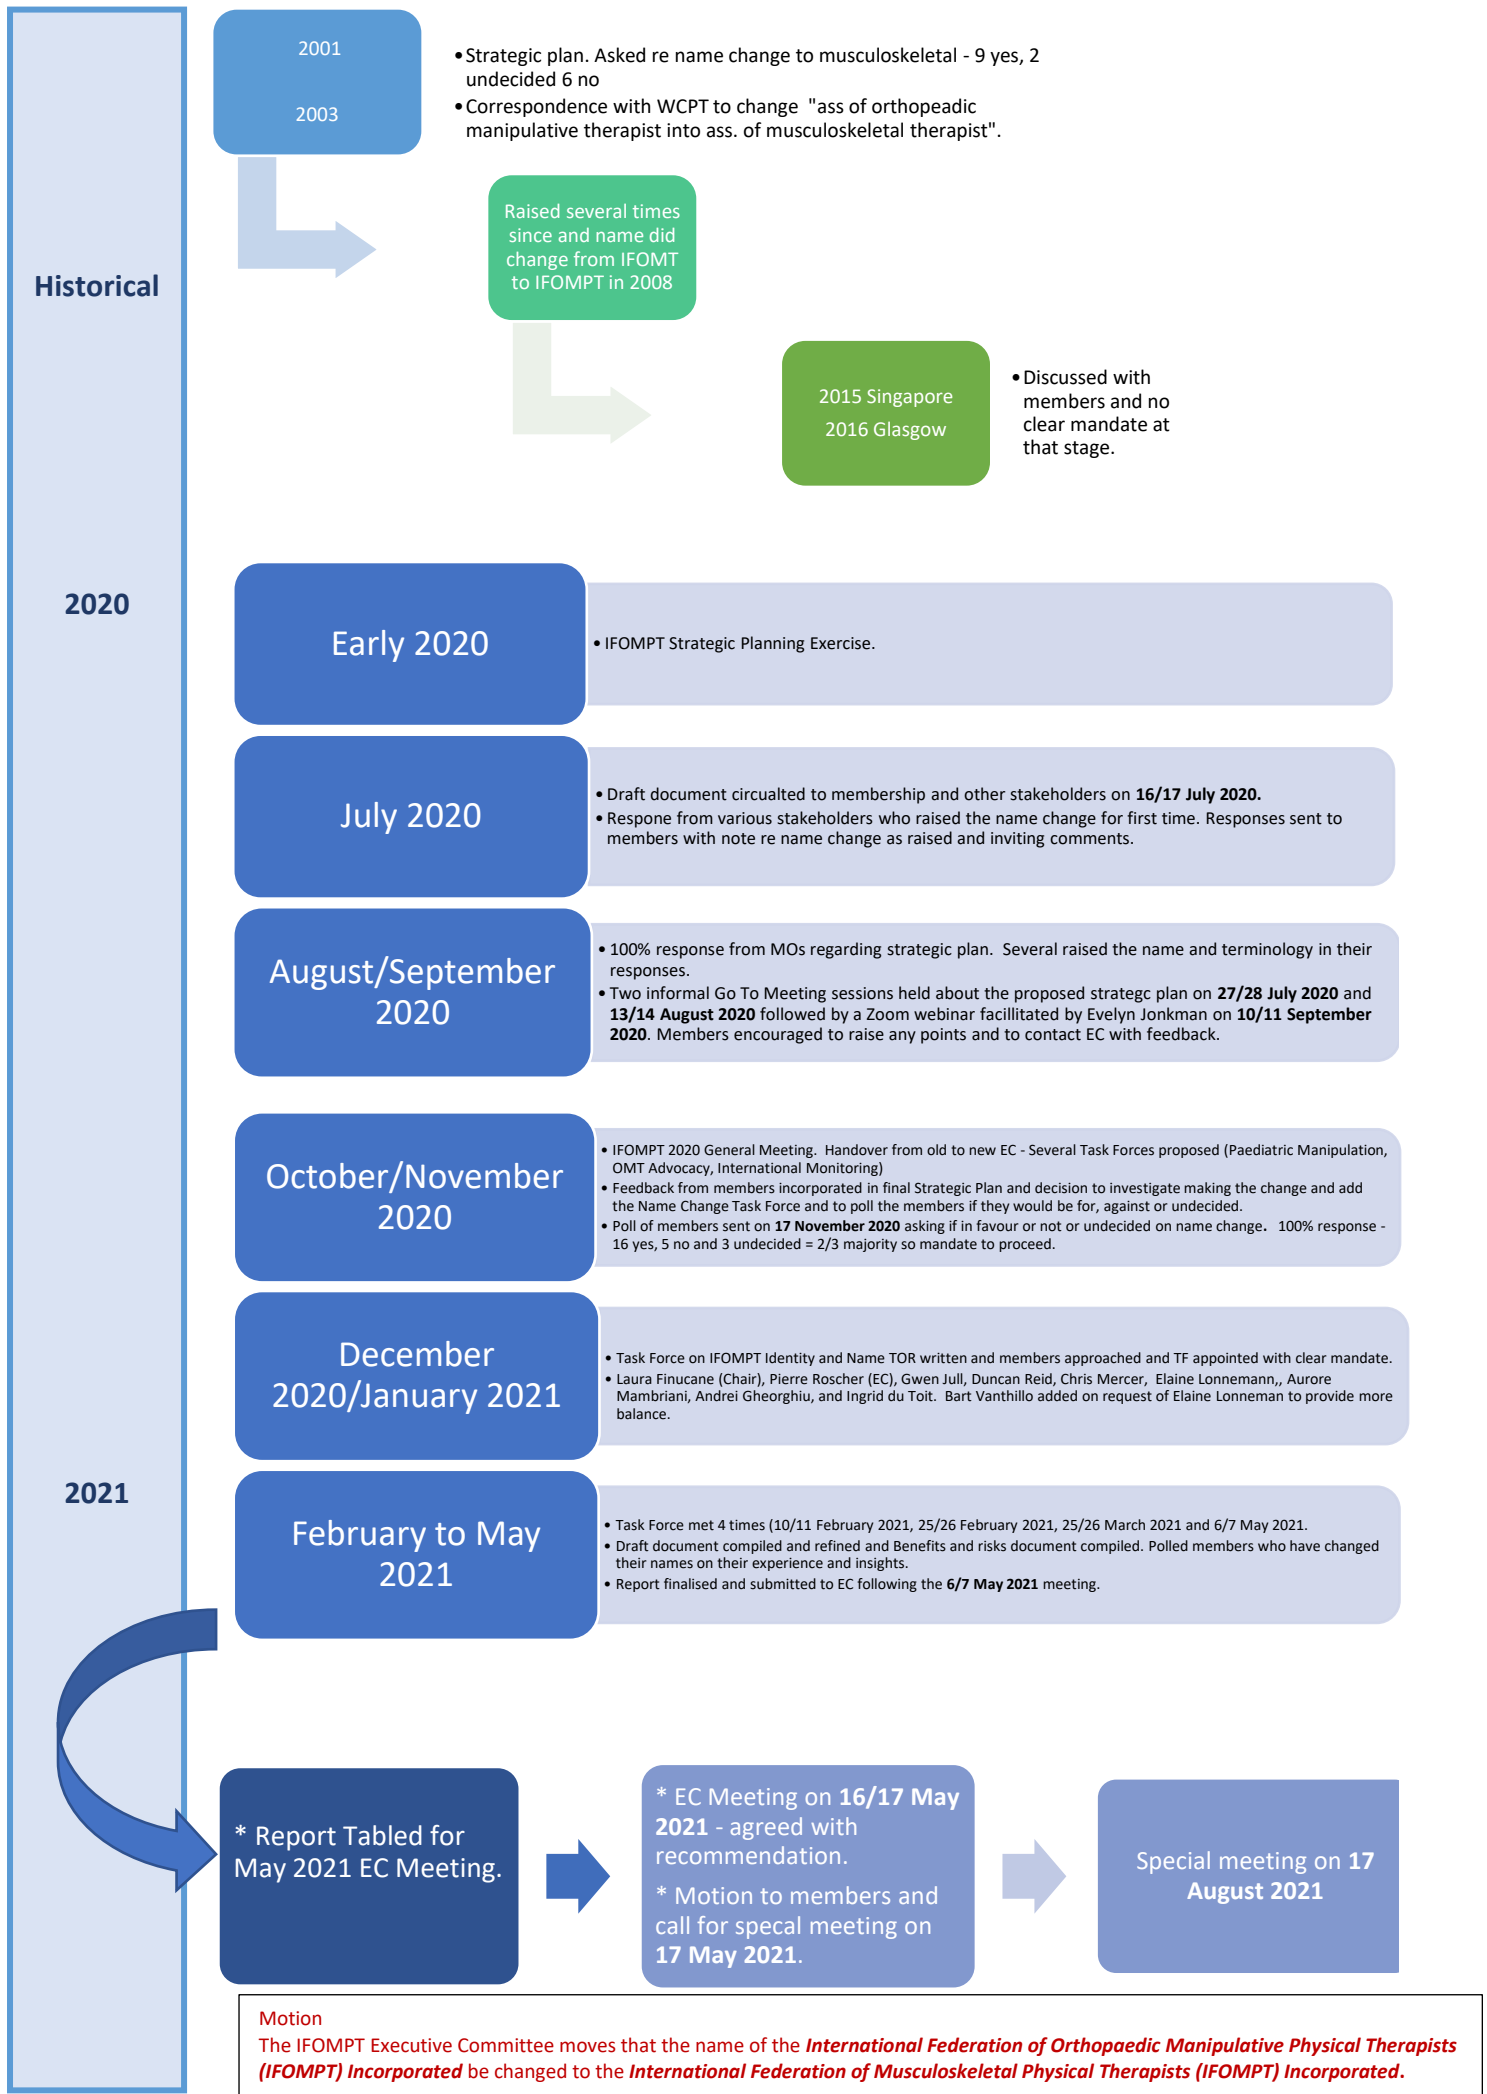 2001
2003
•Strategic plan. Asked re name change to musculoskeletal - 9 yes, 2
undecided 6 no
•Correspondence with WCPT to change "ass of orthopeadic
manipulative therapist into ass. of musculoskeletal therapist".
Raised several times
since and name did
change from IFOMT
to IFOMPT in 2008
Historical
2015 Singapore
2016 Glasgow
•Discussed with
members and no
clear mandate at
that stage.
2020
Early 2020
• IFOMPT Strategic Planning Exercise.
July 2020
• Draft document circualted to membership and other stakeholders on 16/17 July 2020.
• Respone from various stakeholders who raised the name change for first time. Responses sent to
members with note re name change as raised and inviting comments.
August/September
2020
• 100% response from MOs regarding strategic plan. Several raised the name and terminology in their
responses.
• Two informal Go To Meeting sessions held about the proposed strategc plan on 27/28 July 2020 and
13/14 August 2020 followed by a Zoom webinar facillitated by Evelyn Jonkman on 10/11 September
2020. Members encouraged to raise any points and to contact EC with feedback.
October/November
2020
• IFOMPT 2020 General Meeting. Handover from old to new EC - Several Task Forces proposed (Paediatric Manipulation,
OMT Advocacy, International Monitoring)
• Feedback from members incorporated in final Strategic Plan and decision to investigate making the change and add
the Name Change Task Force and to poll the members if they would be for, against or undecided.
• Poll of members sent on 17 November 2020 asking if in favour or not or undecided on name change. 100% response -
16 yes, 5 no and 3 undecided = 2/3 majority so mandate to proceed.
December
2020/January 2021
• Task Force on IFOMPT Identity and Name TOR written and members approached and TF appointed with clear mandate.
• Laura Finucane (Chair), Pierre Roscher (EC), Gwen Jull, Duncan Reid, Chris Mercer, Elaine Lonnemann,, Aurore
Mambriani, Andrei Gheorghiu, and Ingrid du Toit. Bart Vanthillo added on request of Elaine Lonneman to provide more
balance.
2021
February to May
2021
• Task Force met 4 times (10/11 February 2021, 25/26 February 2021, 25/26 March 2021 and 6/7 May 2021.
• Draft document compiled and refined and Benefits and risks document compiled. Polled members who have changed
their names on their experience and insights.
• Report finalised and submitted to EC following the 6/7 May 2021 meeting.
* Report Tabled for
May 2021 EC Meeting.
* EC Meeting on 16/17 May
2021 - agreed with
recommendation.
* Motion to members and
call for specal meeting on
17 May 2021.
Special meeting on 17
August 2021
Motion
The IFOMPT Executive Committee moves that the name of the International Federation of Orthopaedic Manipulative Physical Therapists
(IFOMPT) Incorporated be changed to the International Federation of Musculoskeletal Physical Therapists (IFOMPT) Incorporated.